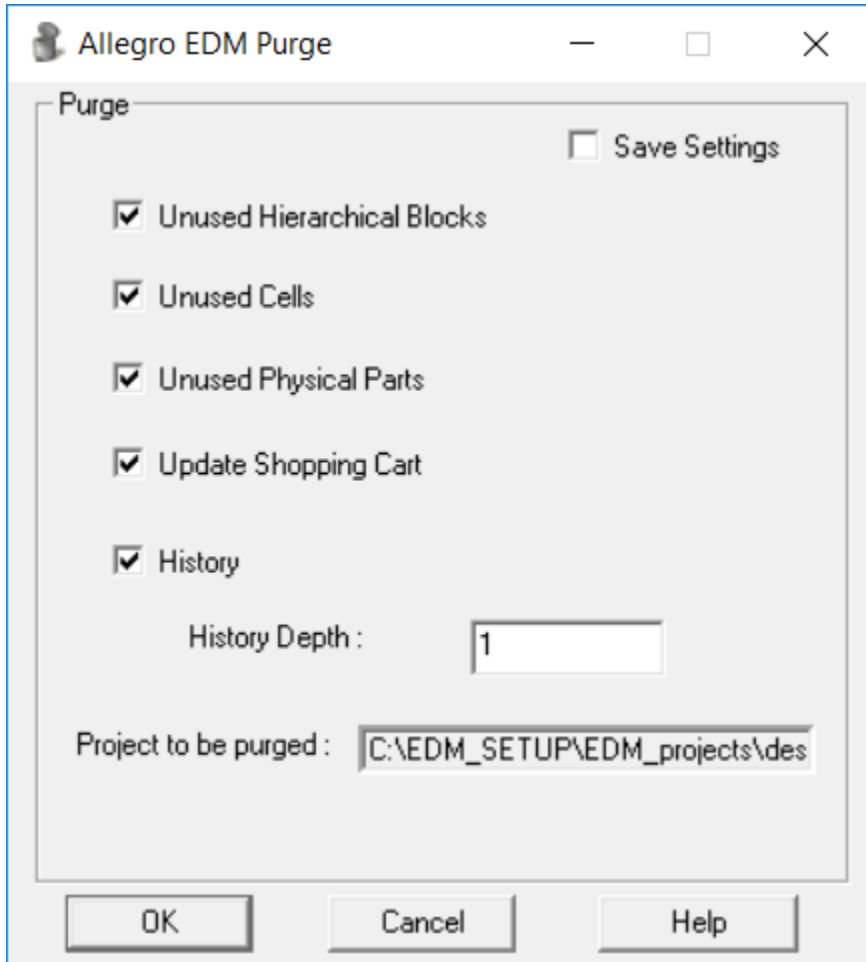 Allegro EDM Purge
Purge
Save Settings
Unused Hierarchical Blocks
Unused Cells
Unused Physical Parts
Update Shopping Cart
History
History Depth : 1
Project to be purged : C:\EDM_SETUP\EDM_projects\des
OK Cancel Help